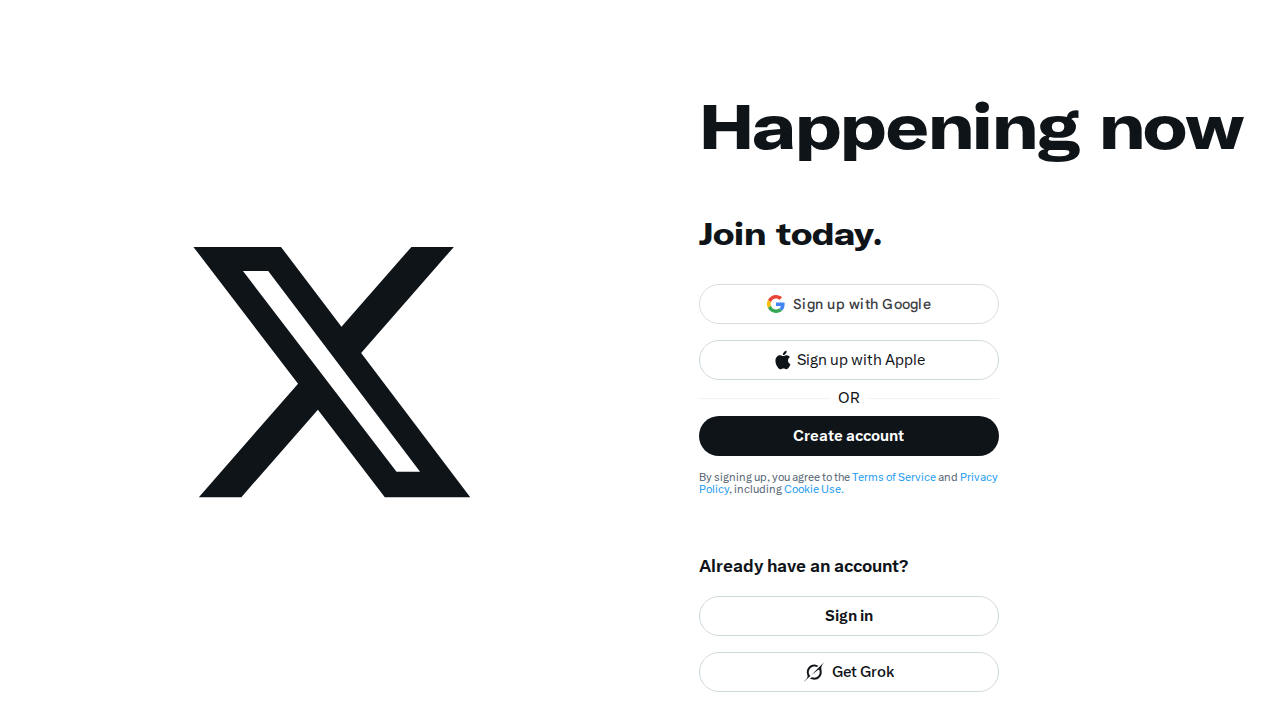 Happening now
Join today.
Sign up with Google
Sign up with Apple
OR
Create account
By signing up, you agree to the Terms of Service and Privacy
Policy, including Cookie Use.
Already have an account?
Sign in
Get Grok